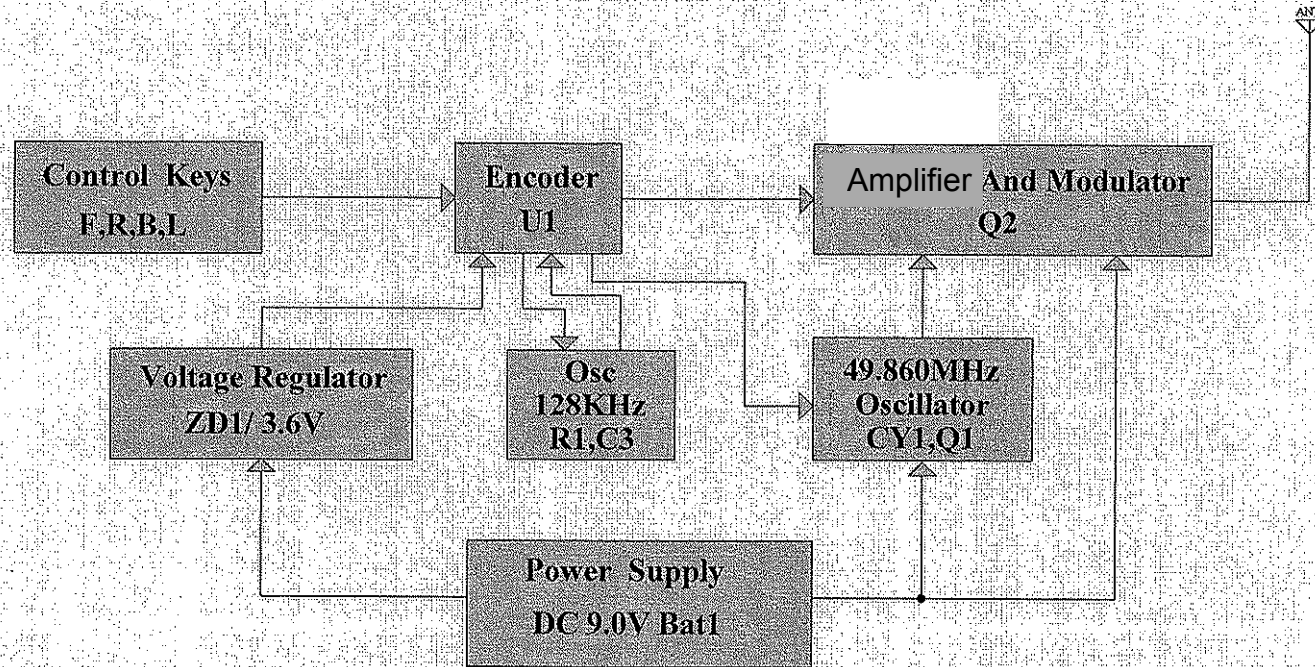 ANT
Control Keys
F,R,B,L
Encoder
U1
Amplifier And Modulator
Q2
Voltage Regulator
ZD1/ 3.6V
Osc
128KHz
R1,C3
49.860MHz
Oscillator
CY1,Q1
Power Supply
DC 9.0V Bat1